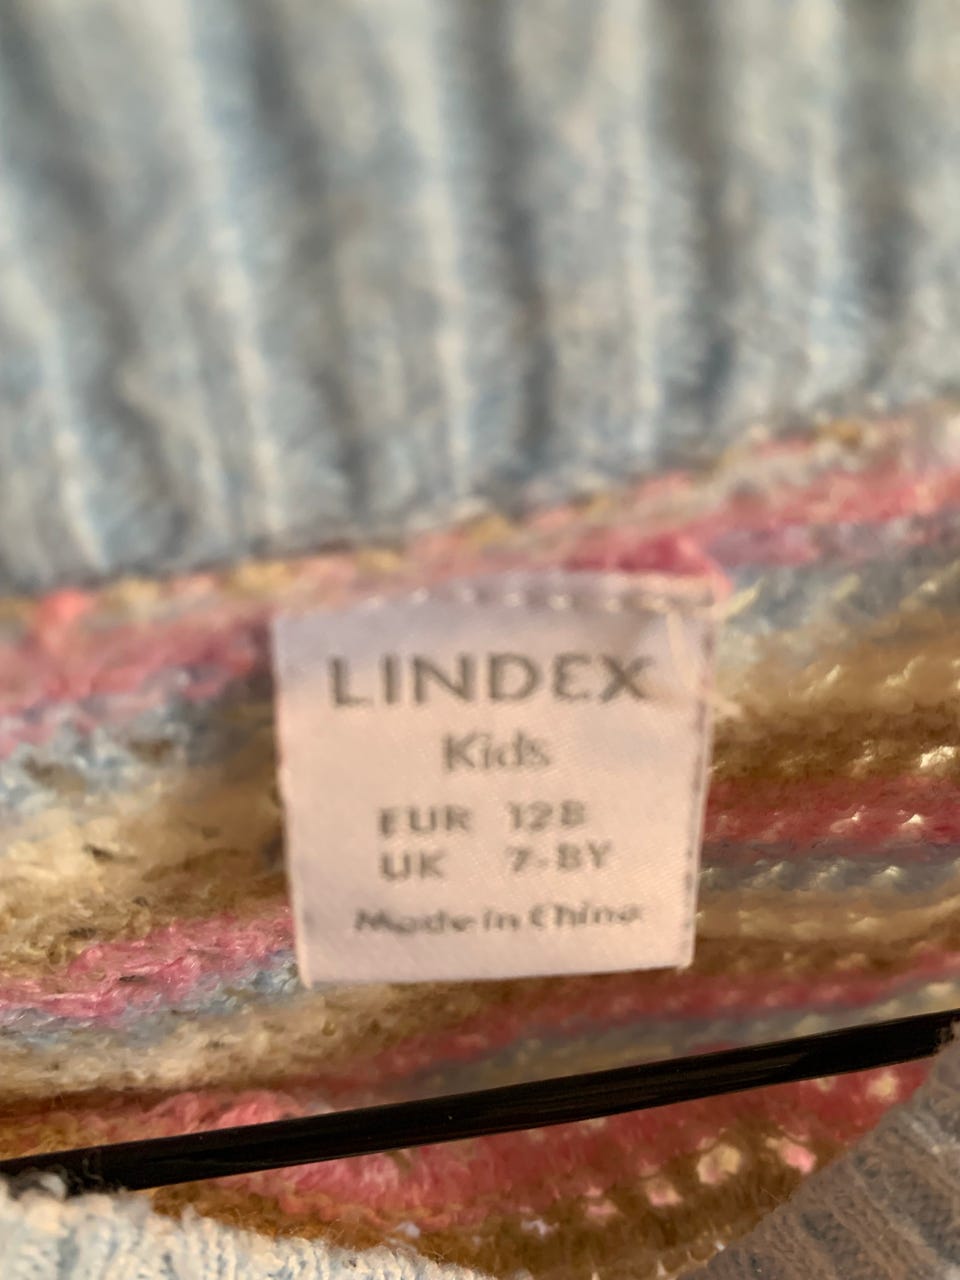 LINDEX
Kids
EUR 128
UK 7-8Y
Made in China